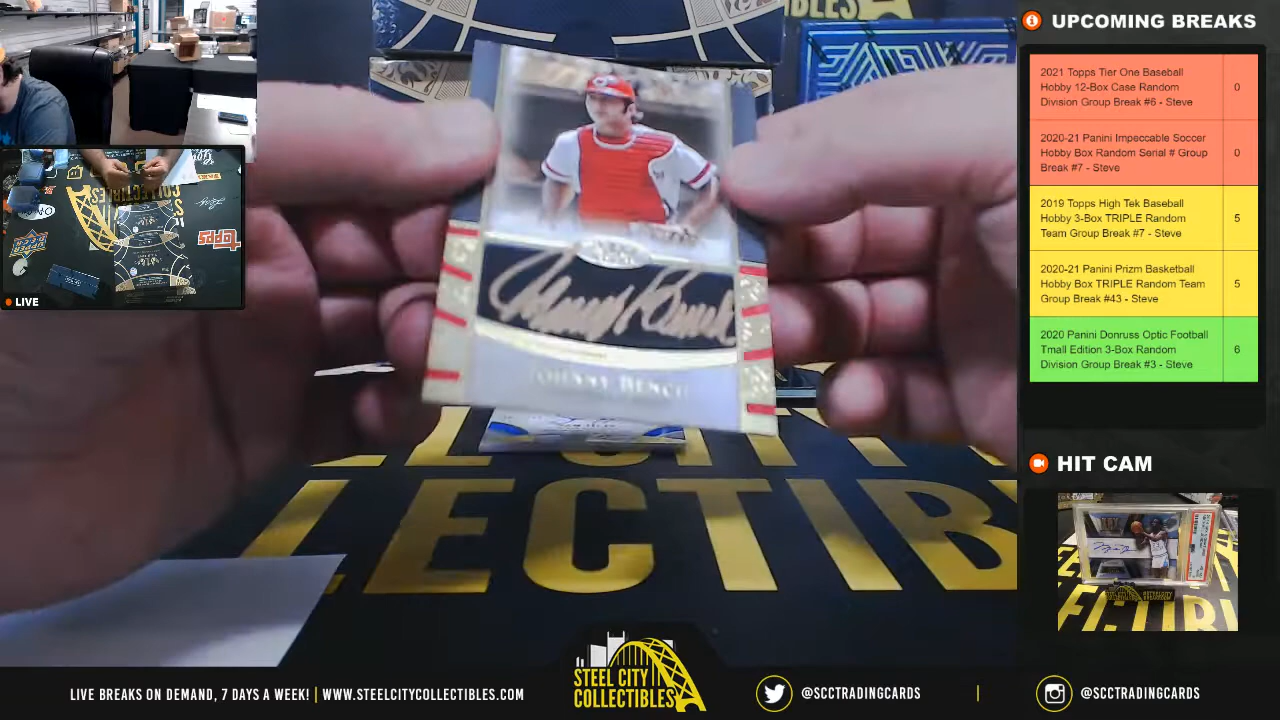 UPCOMING BREAKS
2021 Topps Tier One Baseball
Hobby 12-Box Case Random
Division Group Break #6 - Steve
0
2020-21 Panini Impeccable Soccer
Hobby Box Random Serial # Group
Break #7 - Steve
0
2019 Topps High Tek Baseball
Hobby 3-Box TRIPLE Random
Team Group Break #7 - Steve
5
2020-21 Panini Prizm Basketball
Hobby Box TRIPLE Random Team
Group Break #43 - Steve
5
2020 Panini Donruss Optic Football
Tmall Edition 3-Box Random
Division Group Break #3 - Steve
6
HIT CAM
LIVE
Topps
Johnny Bench
JOHNNY BENCH
LECTIB
STEEL CITY
COLLECTIBLES
LIVE BREAKS ON DEMAND, 7 DAYS A WEEK! | WWW.STEELCITYCOLLECTIBLES.COM
@SCCTRADINGCARDS
|
@SCCTRADINGCARDS